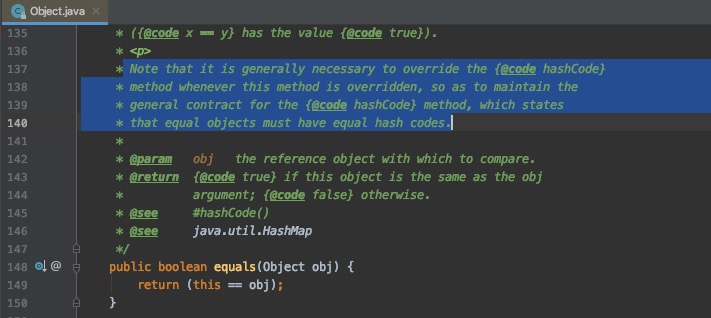 Object.java ×
135 * ({@code x == y} has the value {@code true}).
136 * <p>
137 * Note that it is generally necessary to override the {@code hashCode}
138 * method whenever this method is overridden, so as to maintain the
139 * general contract for the {@code hashCode} method, which states
140 * that equal objects must have equal hash codes.
141 *
142 * @param obj the reference object with which to compare.
143 * @return {@code true} if this object is the same as the obj
144 * argument; {@code false} otherwise.
145 * @see #hashCode()
146 * @see java.util.HashMap
147 */
148 @ public boolean equals(Object obj) {
149 return (this == obj);
150 }